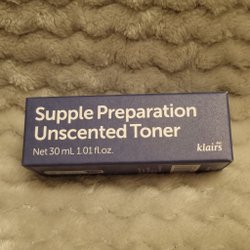 Supple Preparation
Unscented Toner
Net 30 mL 1.01 fl.oz.
klairs